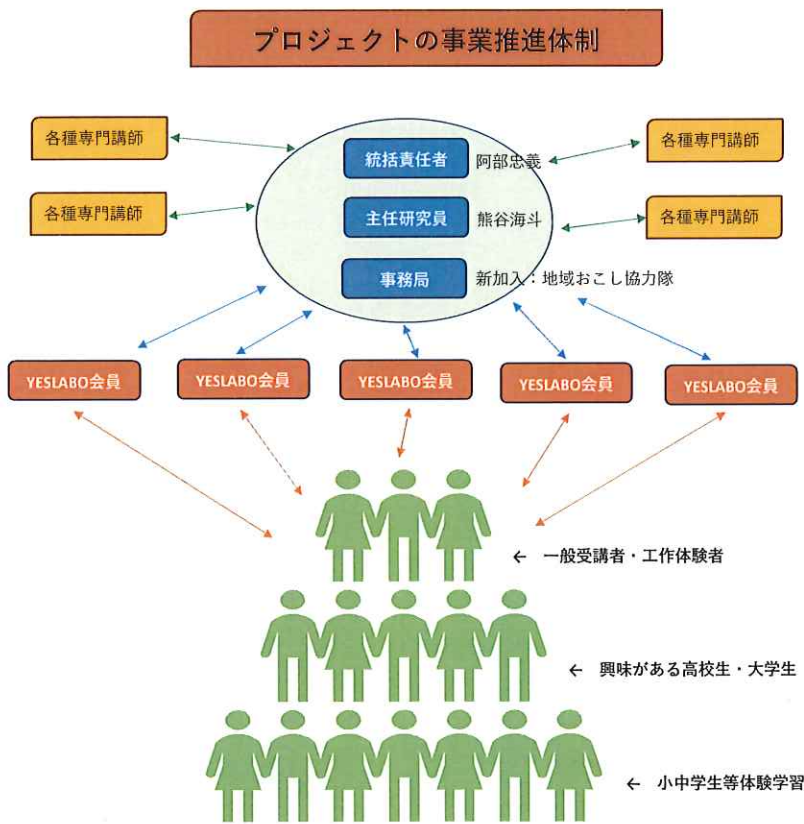 プロジェクトの事業推進体制
各種専門講師
各種専門講師
統括責任者 阿部忠義
各種専門講師
各種専門講師
主任研究員 熊谷海斗
事務局 新加入：地域おこし協力隊
YESLABO会員
YESLABO会員
YESLABO会員
YESLABO会員
YESLABO会員
← 一般受講者・工作体験者
← 興味がある高校生・大学生
← 小中学生等体験学習